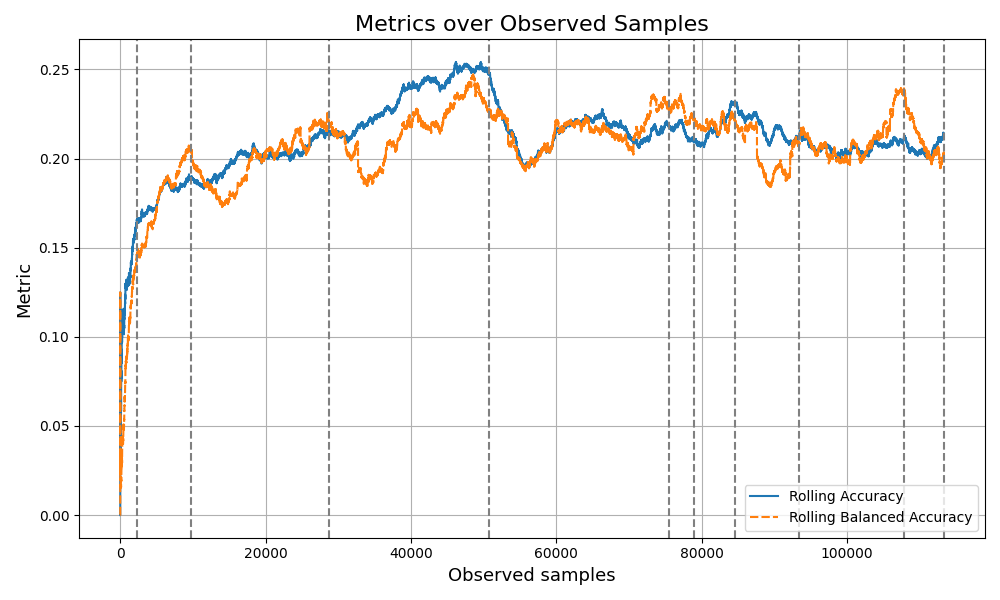 Metrics over Observed Samples
Metric
0.25
0.20
0.15
0.10
0.05
0.00
0
20000
40000
60000
80000
100000
Observed samples
Rolling Accuracy
Rolling Balanced Accuracy